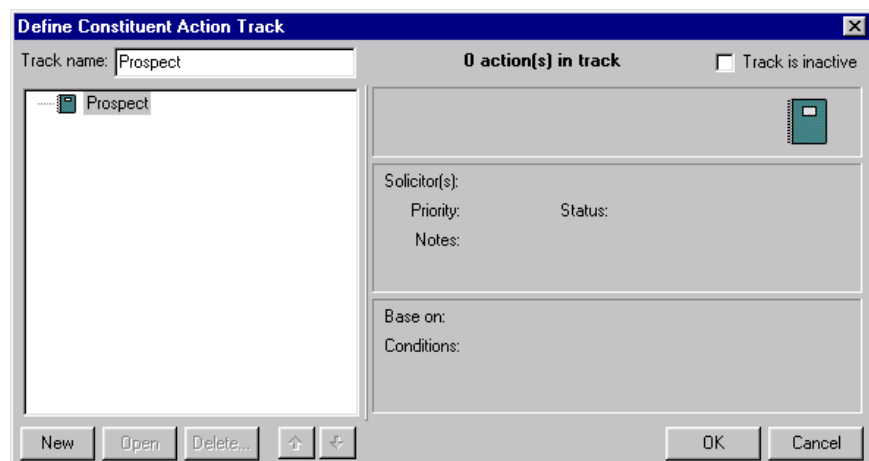 Define Constituent Action Track
Track name: Prospect 0 action(s) in track Track is inactive
Prospect
Solicitor(s):
Priority: Status:
Notes:
Base on:
Conditions:
New Open Delete... OK Cancel